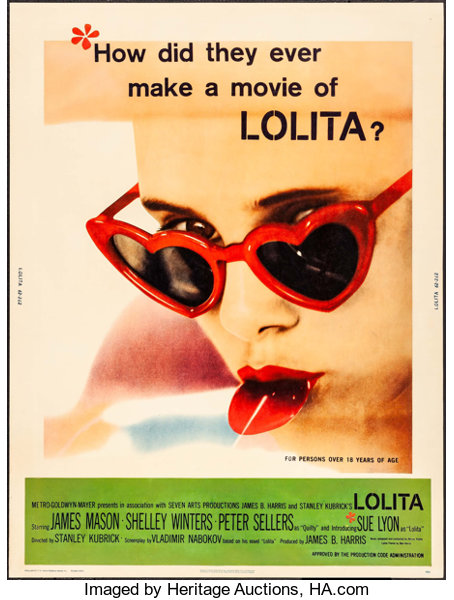 *How did they ever
make a movie of
LOLITA?
LOLITA 62-262
LOLITA 62-262
FOR PERSONS OVER 18 YEARS OF AGE
METRO-GOLDWYN-MAYER presents in association with SEVEN ARTS PRODUCTIONS JAMES B. HARRIS and STANLEY KUBRICK'S LOLITA
Starring JAMES MASON · SHELLEY WINTERS · PETER SELLERS as "Quilty" and Introducing *SUE LYON as "Lolita"
Directed by STANLEY KUBRICK · Screenplay by VLADIMIR NABOKOV based on his novel "Lolita" Produced by JAMES B. HARRIS
APPROVED BY THE PRODUCTION CODE ADMINISTRATION
Imaged by Heritage Auctions, HA.com